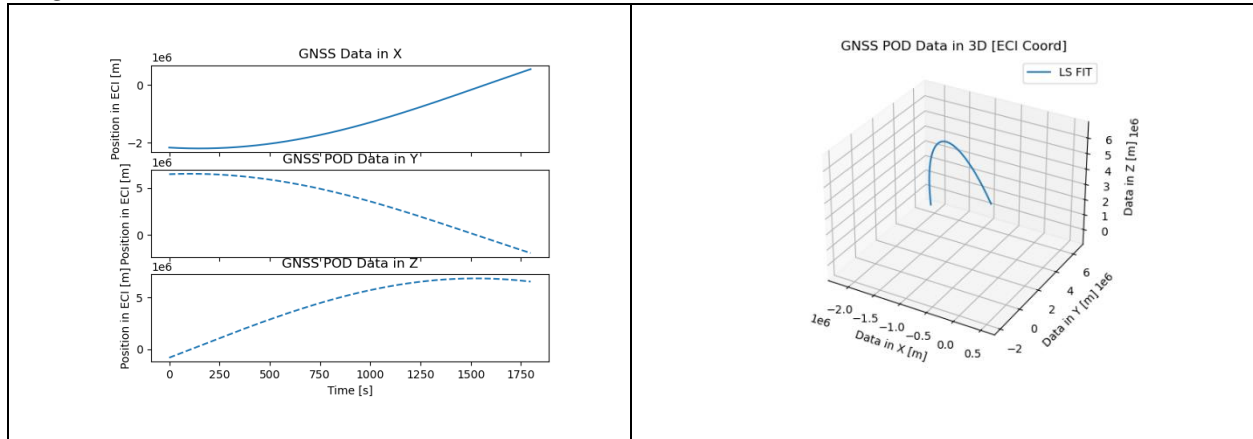 GNSS Data in X
1e6
Position in ECI [m]
0
−2
GNSS POD Data in Y
1e6
Position in ECI [m]
5
0
GNSS POD Data in Z
1e6
Position in ECI [m]
5
0
0 250 500 750 1000 1250 1500 1750
Time [s]
GNSS POD Data in 3D [ECI Coord]
LS FIT
6
5
4
3
2
1
0
Data in Z [m] 1e6
6
4
2
0
−2
Data in Y [m] 1e6
−2.0 −1.5 −1.0 −0.5 0.0 0.5
1e6
Data in X [m]